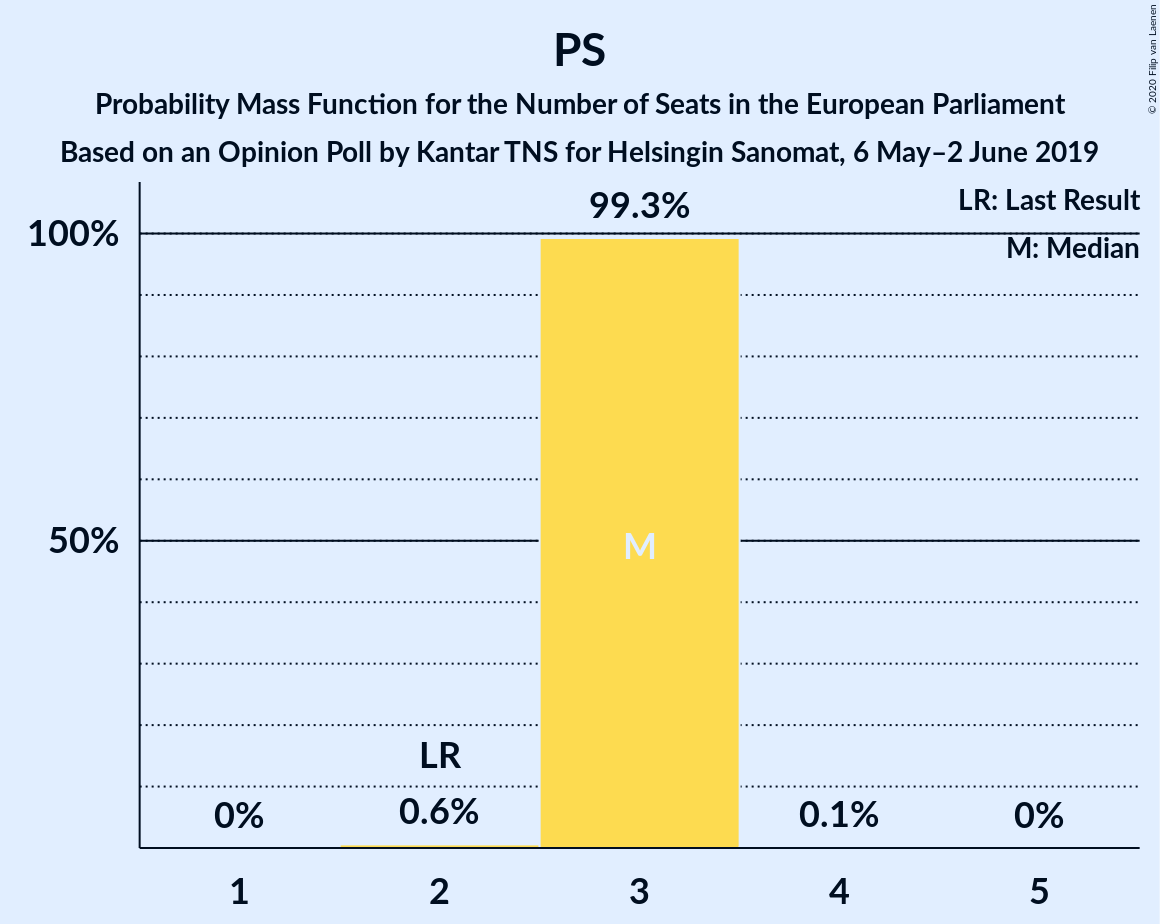 PS
Probability Mass Function for the Number of Seats in the European Parliament
Based on an Opinion Poll by Kantar TNS for Helsingin Sanomat, 6 May–2 June 2019
© 2020 Filip van Laenen
LR: Last Result
M: Median
100%
50%
99.3%
M
LR
0%
0.6%
0.1%
0%
1
2
3
4
5